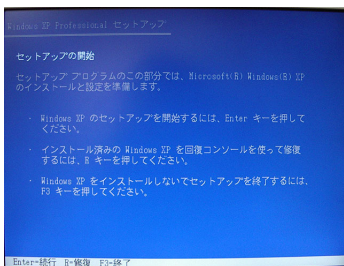 Windows XP Professional セットアップ
セットアップの開始
セットアップ プログラムのこの部分では、Microsoft(R) Windows(R) XP
のインストールと設定を準備します。
・ Windows XP のセットアップを開始するには、Enter キーを押して
ください。
・ インストール済みの Windows XP を回復コンソールを使って修復
するには、R キーを押してください。
・ Windows XP をインストールしないでセットアップを終了するには、
F3 キーを押してください。
Enter=続行 R=修復 F3=終了